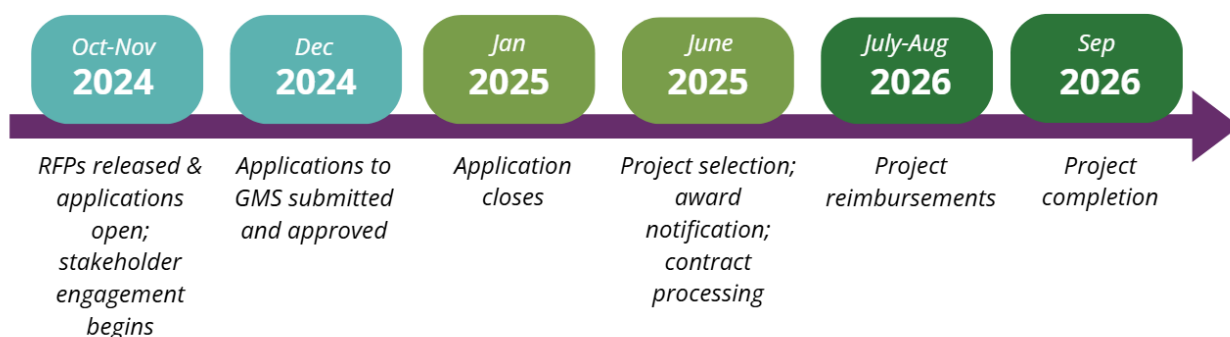 Oct-Nov
2024
RFPs released &
applications
open;
stakeholder
engagement
begins
Dec
2024
Applications to
GMS submitted
and approved
Jan
2025
Application
closes
June
2025
Project selection;
award
notification;
contract
processing
July-Aug
2026
Project
reimbursements
Sep
2026
Project
completion